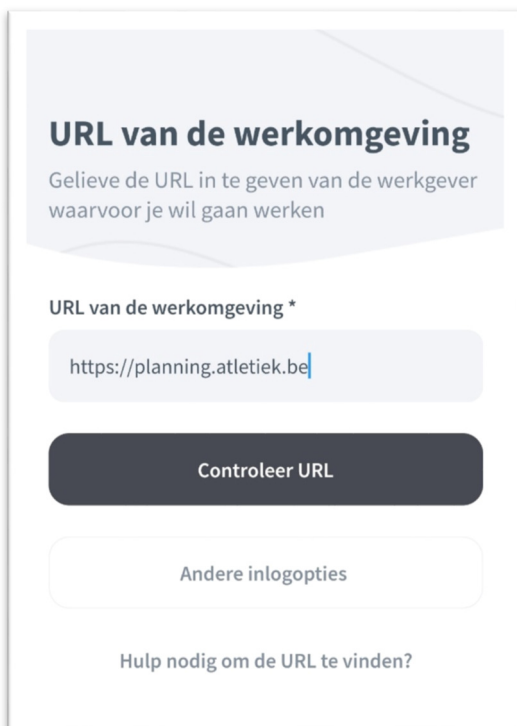 URL van de werkomgeving
Gelieve de URL in te geven van de werkgever
waarvoor je wil gaan werken
URL van de werkomgeving *
https://planning.atletiek.be
Controleer URL
Andere inlogopties
Hulp nodig om de URL te vinden?